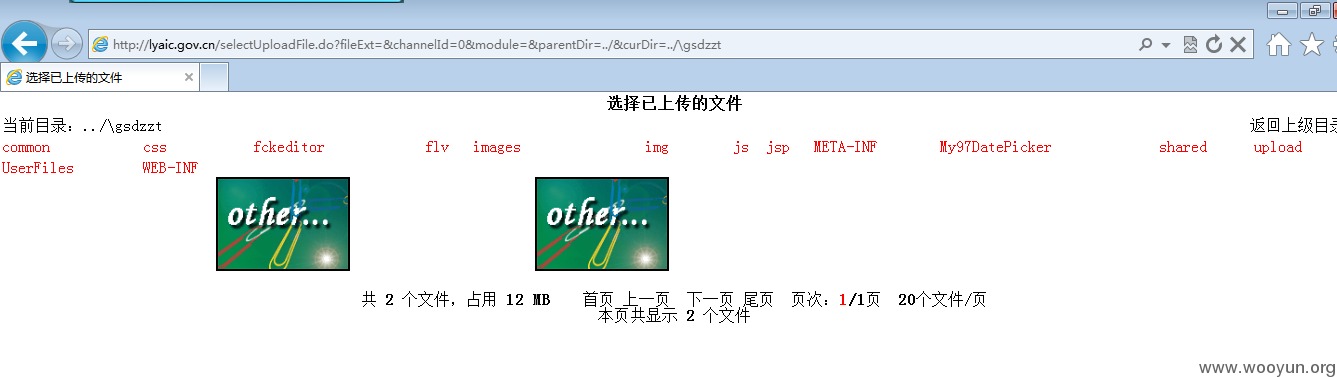 http://lyaic.gov.cn/selectUploadFile.do?fileExt=&channelId=0&module=&parentDir=../&curDir=../\gsdzzt
选择已上传的文件
选择已上传的文件
当前目录：../\gsdzzt 返回上级目录
common css fckeditor flv images img js jsp META-INF My97DatePicker shared upload
UserFiles WEB-INF
other... other...
共 2 个文件，占用 12 MB 首页 上一页 下一页 尾页 页次：1/1页 20个文件/页
本页共显示 2 个文件
www.wooyun.org